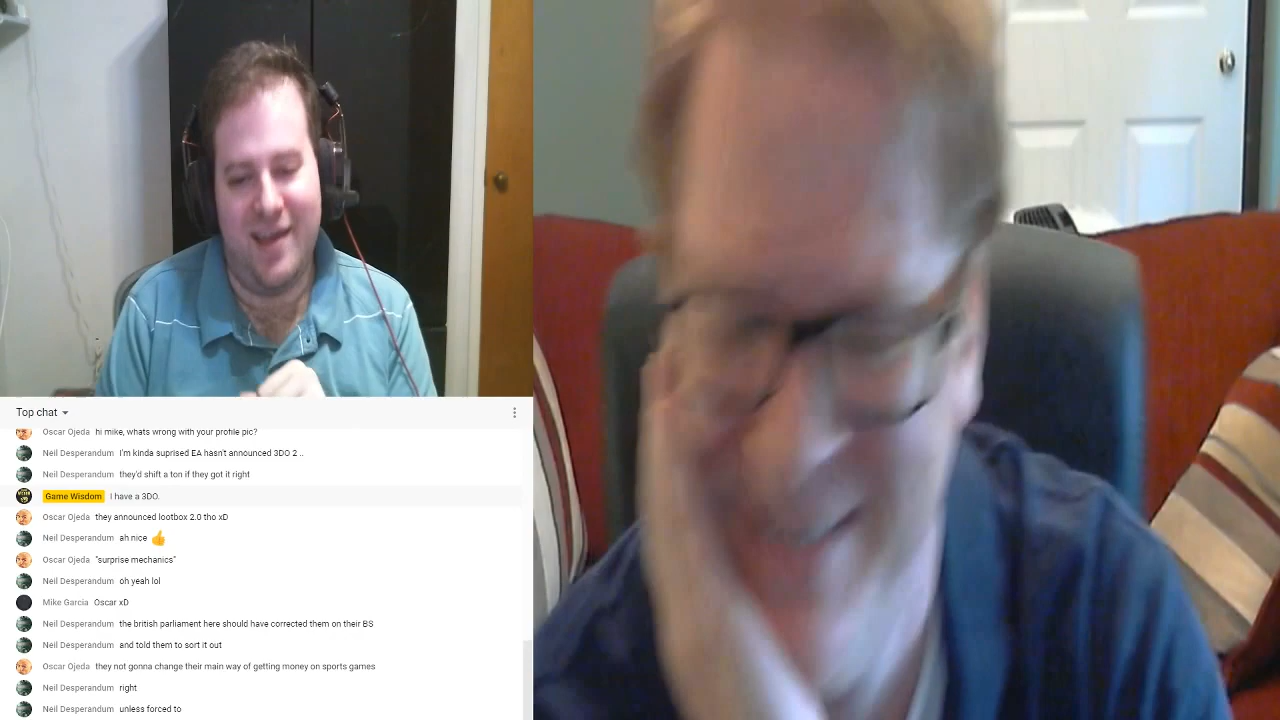 Top chat
Oscar Ojeda hi mike, whats wrong with your profile pic?
Neil Desperandum I'm kinda suprised EA hasn't announced 3DO 2 ..
Neil Desperandum they'd shift a ton if they got it right
Game Wisdom I have a 3DO.
Oscar Ojeda they announced lootbox 2.0 tho xD
Neil Desperandum ah nice 👍
Oscar Ojeda "surprise mechanics"
Neil Desperandum oh yeah lol
Mike Garcia Oscar xD
Neil Desperandum the british parliament here should have corrected them on their BS
Neil Desperandum and told them to sort it out
Oscar Ojeda they not gonna change their main way of getting money on sports games
Neil Desperandum right
Neil Desperandum unless forced to